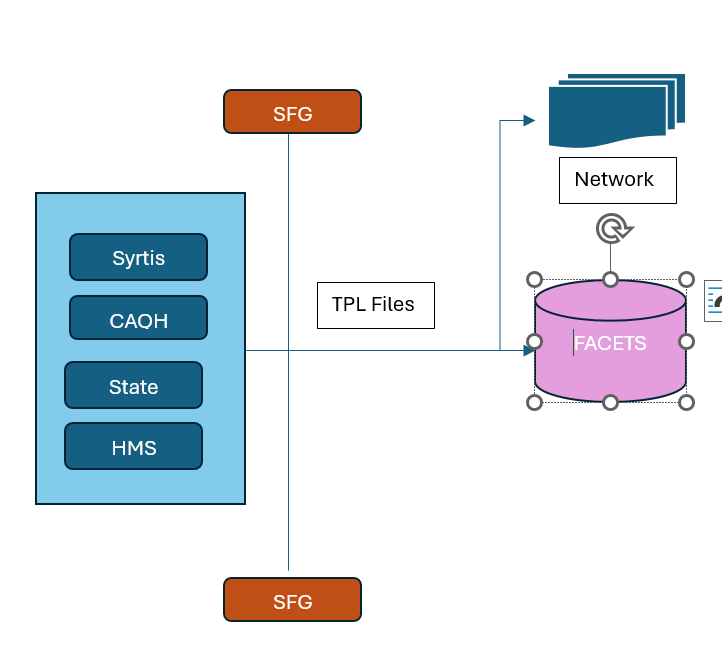 SFG
Network
Syrtis
CAQH
State
HMS
TPL Files
FACETS
SFG